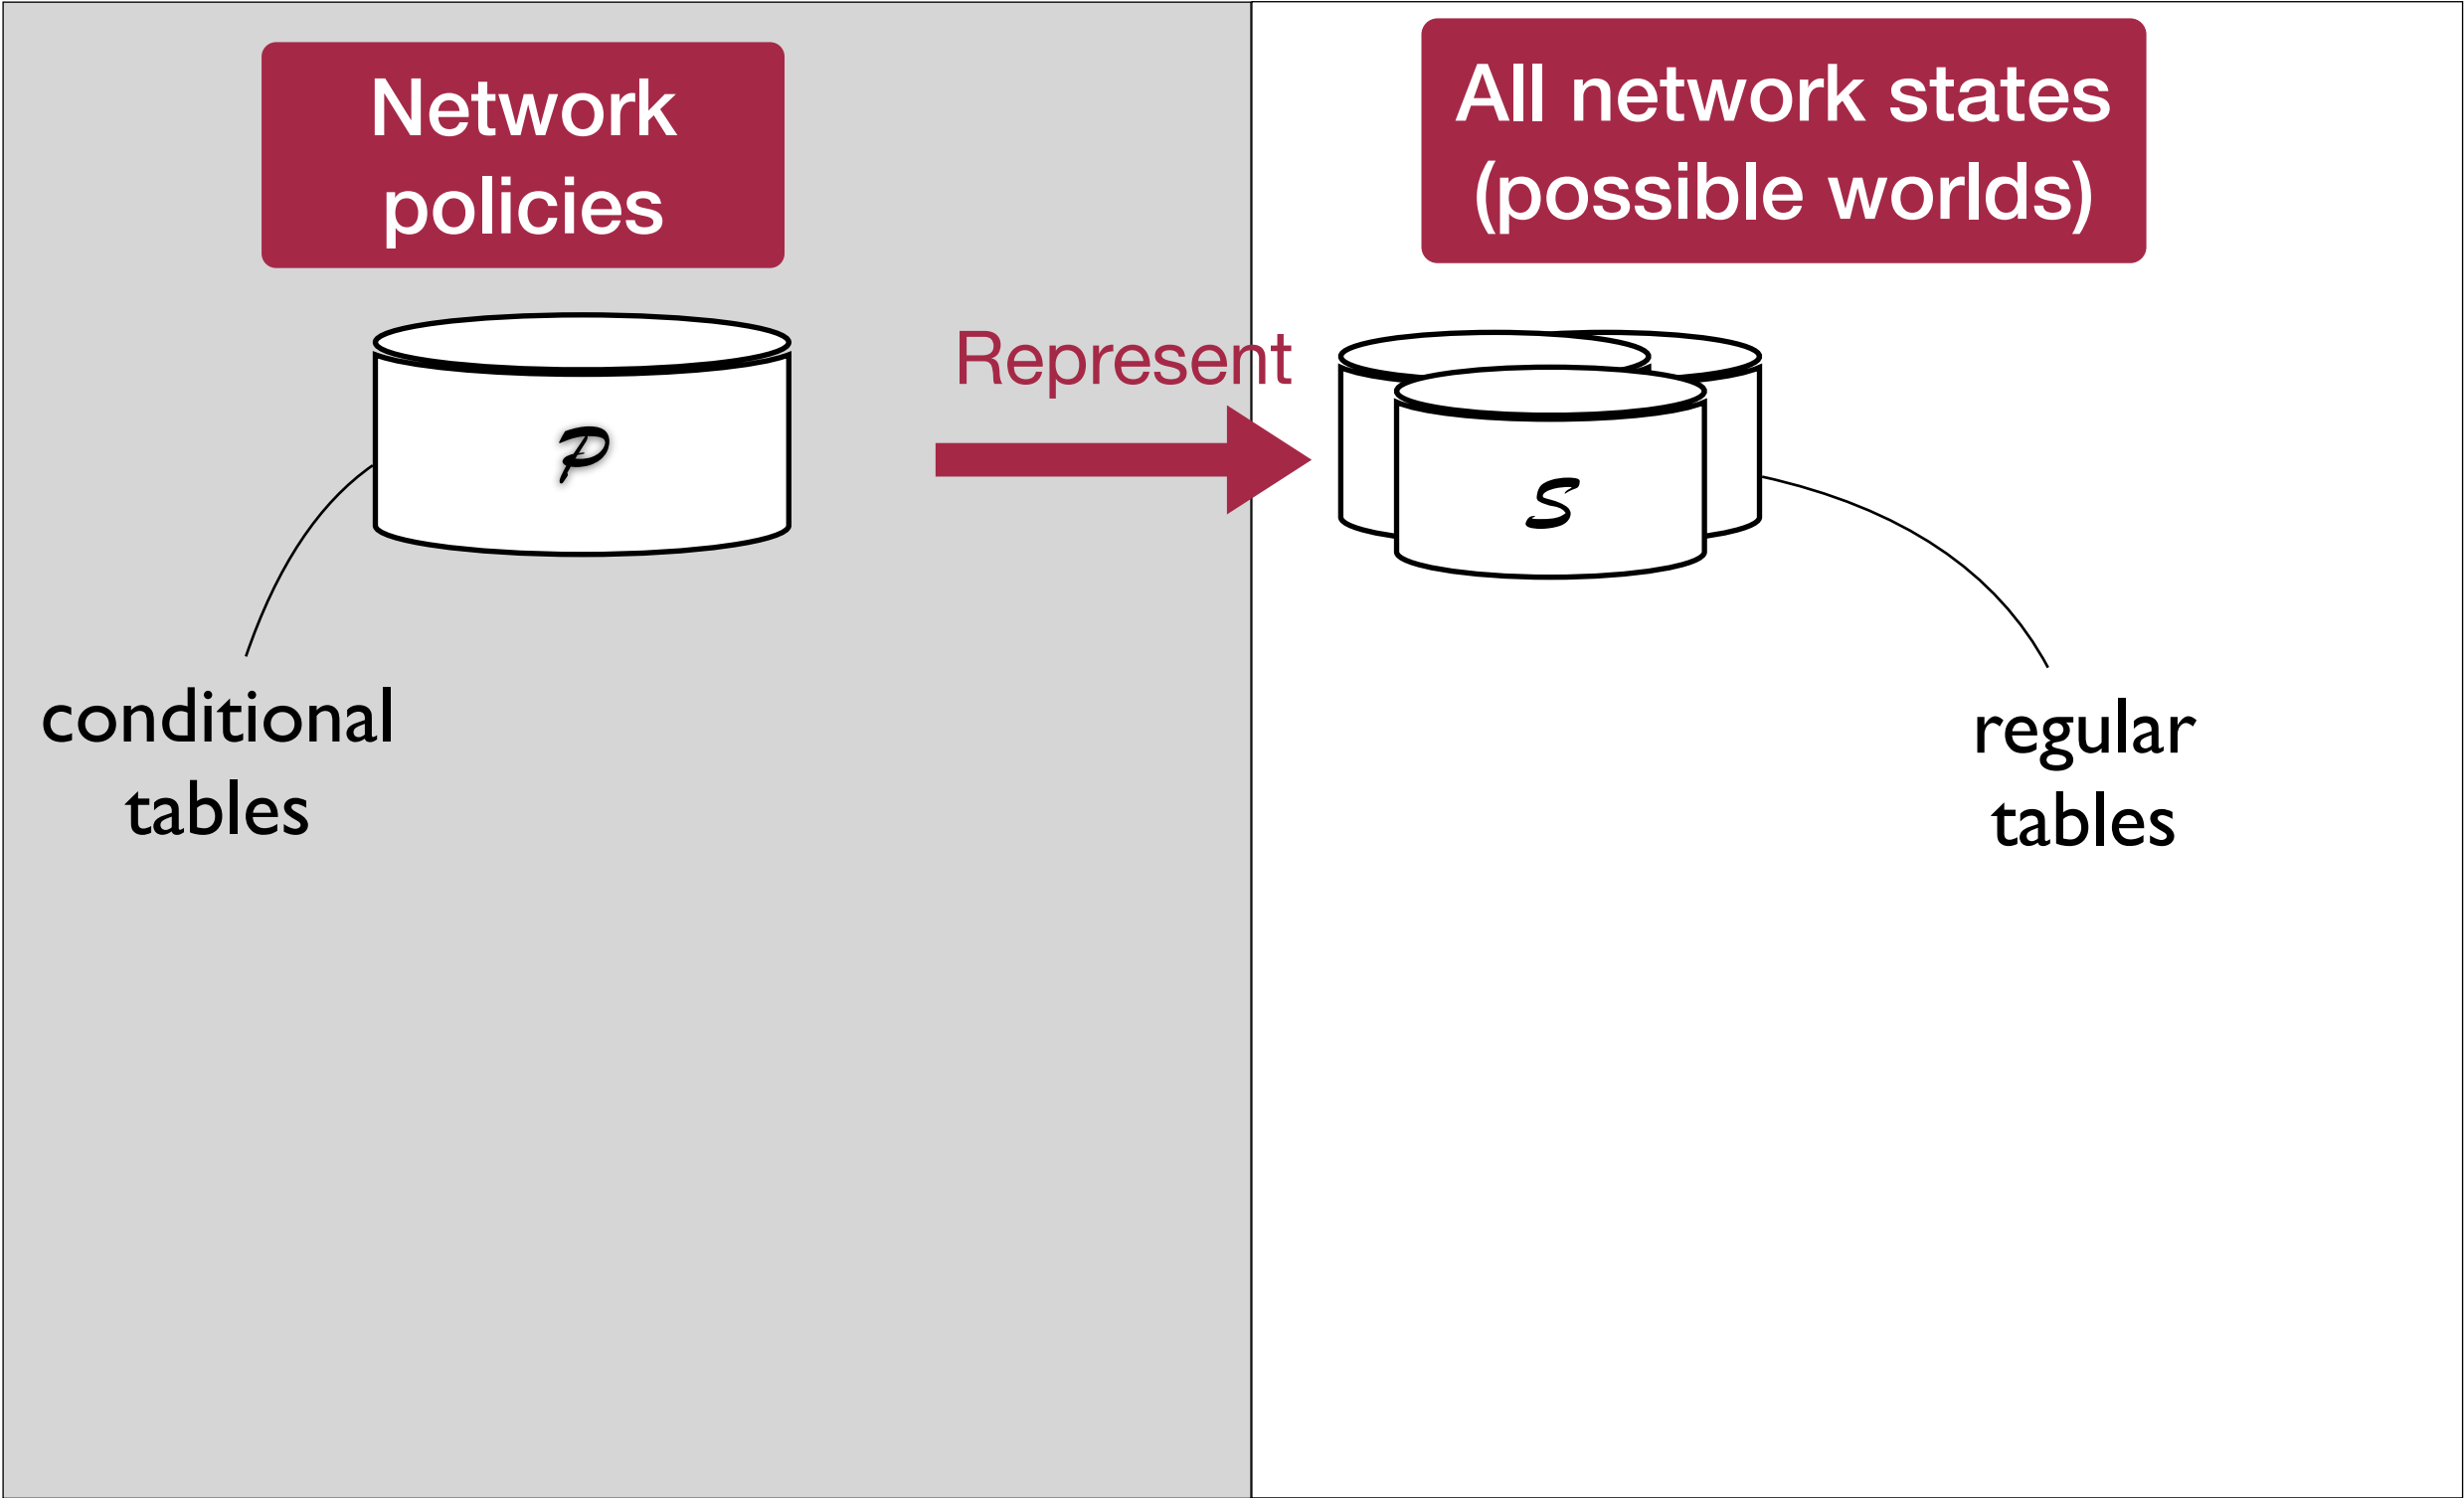 Network
policies
All network states
(possible worlds)
Represent
P
S
conditional
tables
regular
tables